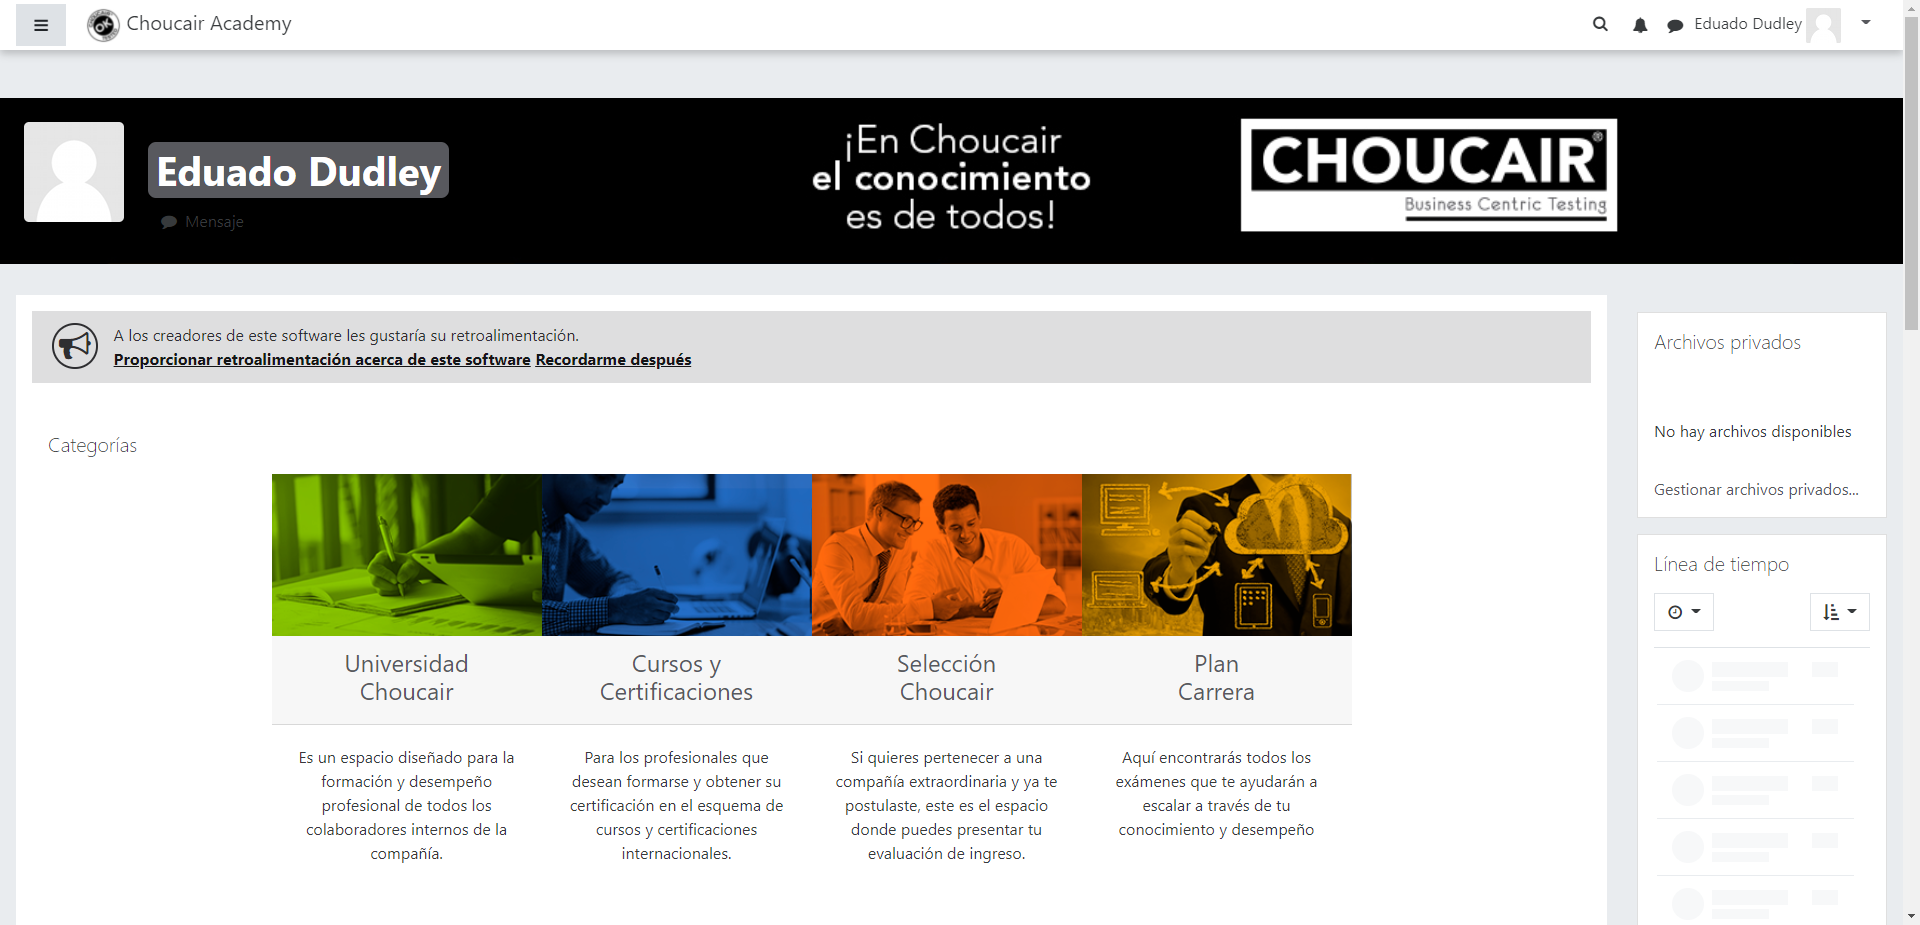 Choucair Academy
Eduado Dudley
Eduado Dudley
Mensaje
¡En Choucair
el conocimiento
es de todos!
CHOUCAIR®
Business Centric Testing
A los creadores de este software les gustaría su retroalimentación.
Proporcionar retroalimentación acerca de este software Recordarme después
Categorías
Universidad
Choucair
Es un espacio diseñado para la
formación y desempeño
profesional de todos los
colaboradores internos de la
compañía.
Cursos y
Certificaciones
Para los profesionales que
desean formarse y obtener su
certificación en el esquema de
cursos y certificaciones
internacionales.
Selección
Choucair
Si quieres pertenecer a una
compañía extraordinaria y ya te
postulaste, este es el espacio
donde puedes presentar tu
evaluación de ingreso.
Plan
Carrera
Aquí encontrarás todos los
exámenes que te ayudarán a
escalar a través de tu
conocimiento y desempeño
Archivos privados
No hay archivos disponibles
Gestionar archivos privados...
Línea de tiempo